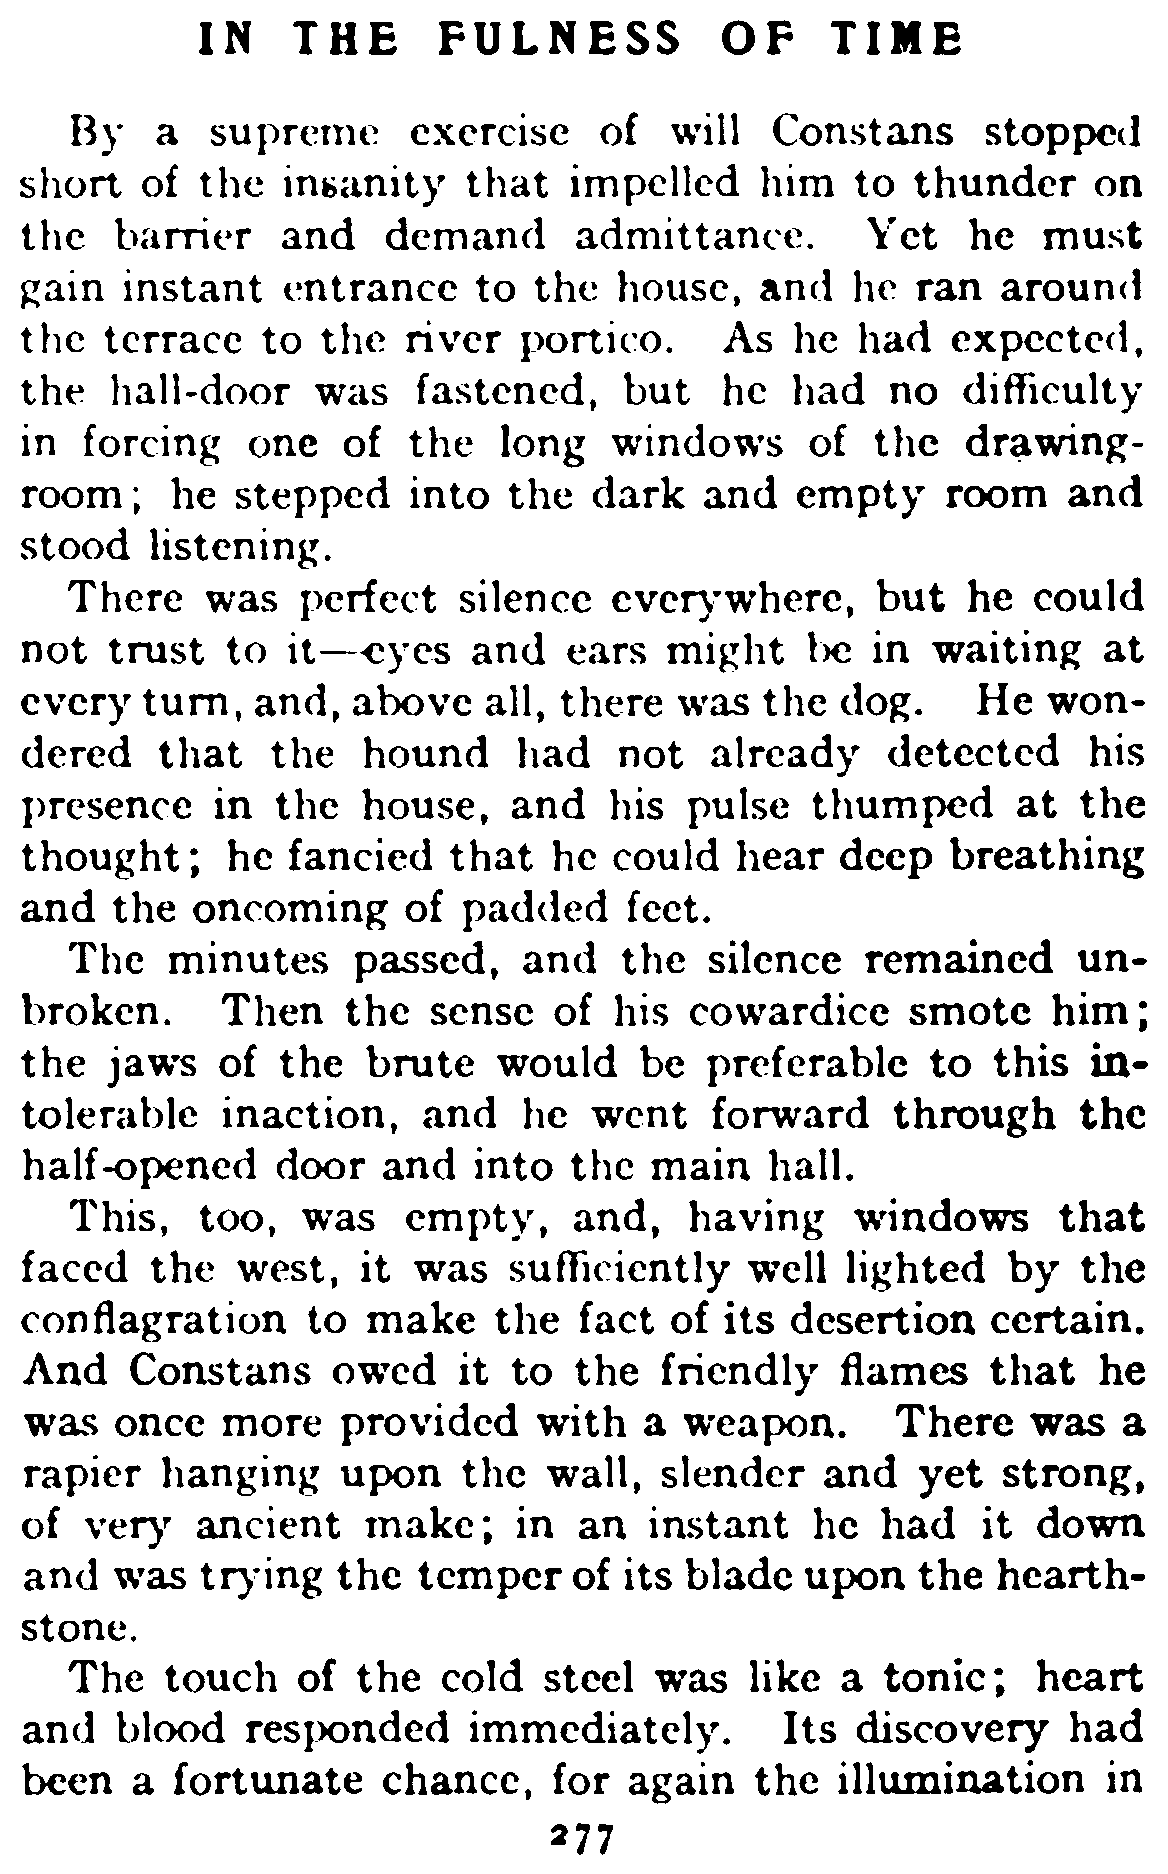 IN THE FULNESS OF TIME
By a supreme exercise of will Constans stopped
short of the insanity that impelled him to thunder on
the barrier and demand admittance. Yet he must
gain instant entrance to the house, and he ran around
the terrace to the river portico. As he had expected,
the hall-door was fastened, but he had no difficulty
in forcing one of the long windows of the drawing-
room; he stepped into the dark and empty room and
stood listening.
There was perfect silence everywhere, but he could
not trust to it—eyes and ears might be in waiting at
every turn, and, above all, there was the dog. He won-
dered that the hound had not already detected his
presence in the house, and his pulse thumped at the
thought; he fancied that he could hear deep breathing
and the oncoming of padded feet.
The minutes passed, and the silence remained un-
broken. Then the sense of his cowardice smote him;
the jaws of the brute would be preferable to this in-
tolerable inaction, and he went forward through the
half-opened door and into the main hall.
This, too, was empty, and, having windows that
faced the west, it was sufficiently well lighted by the
conflagration to make the fact of its desertion certain.
And Constans owed it to the friendly flames that he
was once more provided with a weapon. There was a
rapier hanging upon the wall, slender and yet strong,
of very ancient make; in an instant he had it down
and was trying the temper of its blade upon the hearth-
stone.
The touch of the cold steel was like a tonic; heart
and blood responded immediately. Its discovery had
been a fortunate chance, for again the illumination in
277